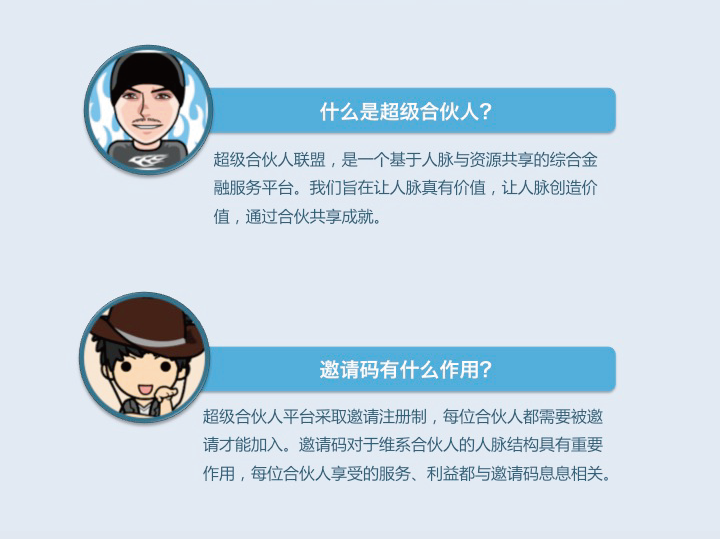 什么是超级合伙人?
超级合伙人联盟，是一个基于人脉与资源共享的综合金
融服务平台。我们旨在让人脉真有价值，让人脉创造价
值，通过合伙共享成就。
邀请码有什么作用?
超级合伙人平台采取邀请注册制，每位合伙人都需要被邀
请才能加入。邀请码对于维系合伙人的人脉结构具有重要
作用，每位合伙人享受的服务、利益都与邀请码息息相关。